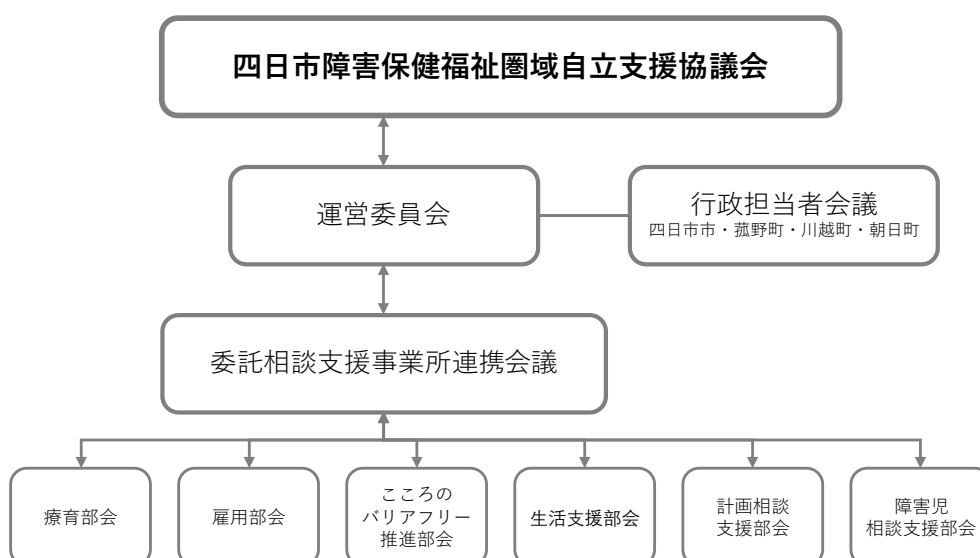 四日市障害保健福祉圏域自立支援協議会
運営委員会
行政担当者会議
四日市市・菰野町・川越町・朝日町
委託相談支援事業所連携会議
療育部会
雇用部会
こころの
バリアフリー
推進部会
生活支援部会
計画相談
支援部会
障害児
相談支援部会